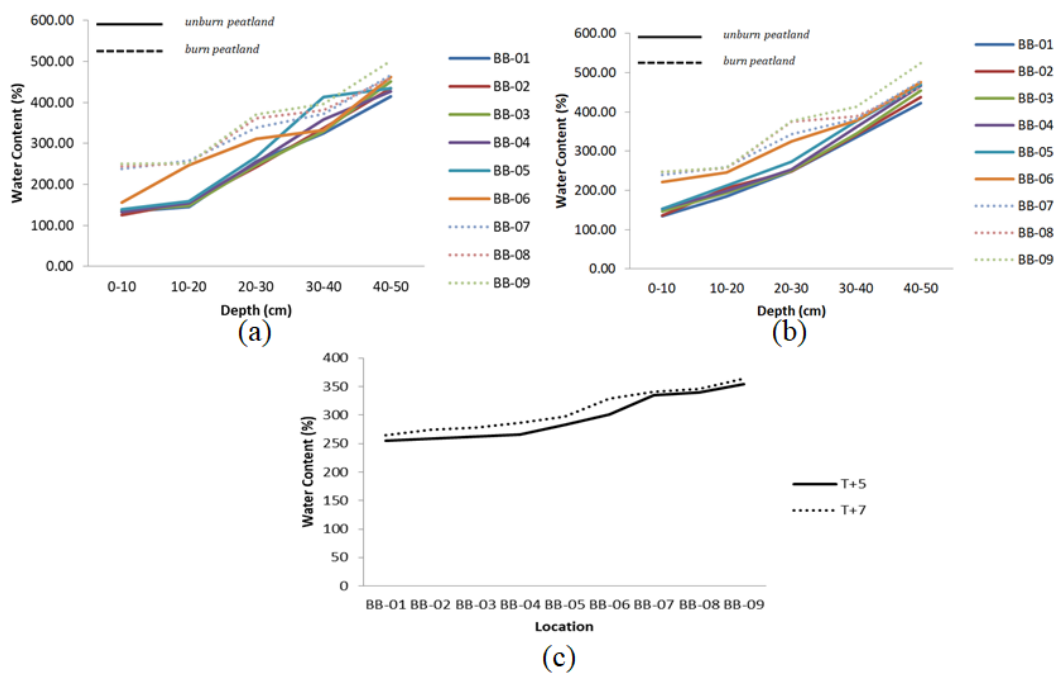 600.00
500.00
400.00
300.00
200.00
100.00
0.00
Water Content (%)
unburn peatland
burn peatland
0-10 10-20 20-30 30-40 40-50
Depth (cm)
BB-01
BB-02
BB-03
BB-04
BB-05
BB-06
BB-07
BB-08
BB-09
(a)
600.00
500.00
400.00
300.00
200.00
100.00
0.00
Water Content (%)
unburn peatland
burn peatland
0-10 10-20 20-30 30-40 40-50
Depth (cm)
BB-01
BB-02
BB-03
BB-04
BB-05
BB-06
BB-07
BB-08
BB-09
(b)
400
350
300
250
200
150
100
50
0
Water Content (%)
T+5
T+7
BB-01 BB-02 BB-03 BB-04 BB-05 BB-06 BB-07 BB-08 BB-09
Location
(c)